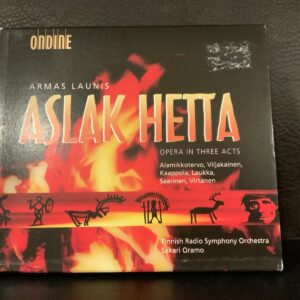 ONDINE
ARMAS LAUNIS
ASLAK HETTA
OPERA IN THREE ACTS
Alamikkotervo, Viljakainen,
Kaappola, Laukka,
Saarinen, Virtanen
Finnish Radio Symphony Orchestra
Sakari Oramo